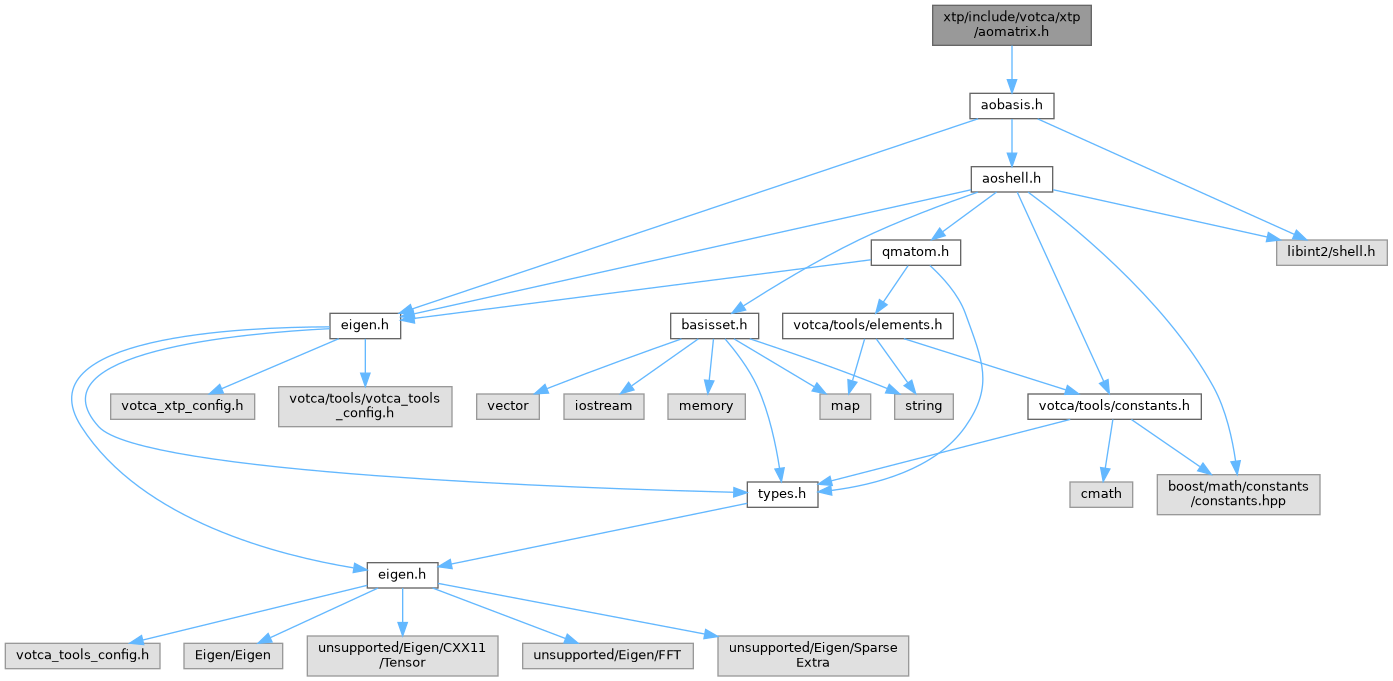 xtp/include/votca/xtp
/aomatrix.h
aobasis.h
aoshell.h
qmatom.h
libint2/shell.h
eigen.h
basisset.h
votca/tools/elements.h
votca_xtp_config.h
votca/tools/votca_tools
_config.h
vector
iostream
memory
map
string
votca/tools/constants.h
types.h
cmath
boost/math/constants
/constants.hpp
eigen.h
votca_tools_config.h
Eigen/Eigen
unsupported/Eigen/CXX11
/Tensor
unsupported/Eigen/FFT
unsupported/Eigen/Sparse
Extra